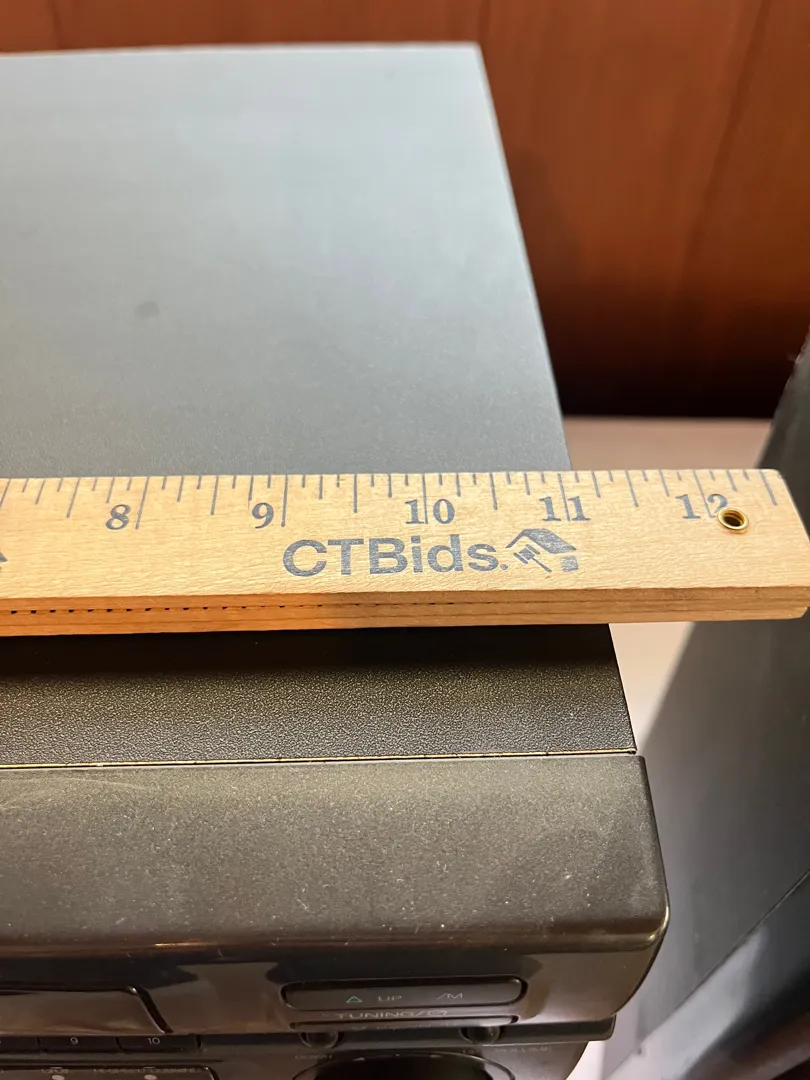 8 9 10 11 12
CTBids.
UP /M
TUNING/
9 10